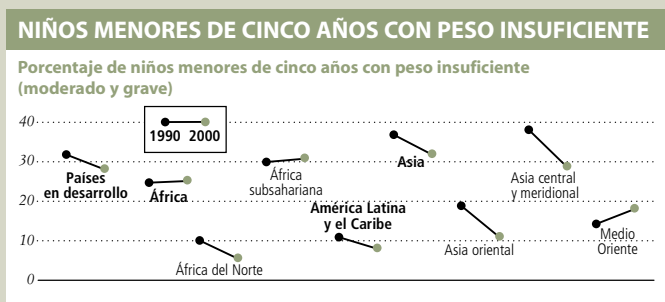 NIÑOS MENORES DE CINCO AÑOS CON PESO INSUFICIENTE
Porcentaje de niños menores de cinco años con peso insuficiente
(moderado y grave)
40
30
20
10
0
1990 2000
Países
en desarrollo
África
África del Norte
África
subsahariana
América Latina
y el Caribe
Asia
Asia oriental
Asia central
y meridional
Medio
Oriente